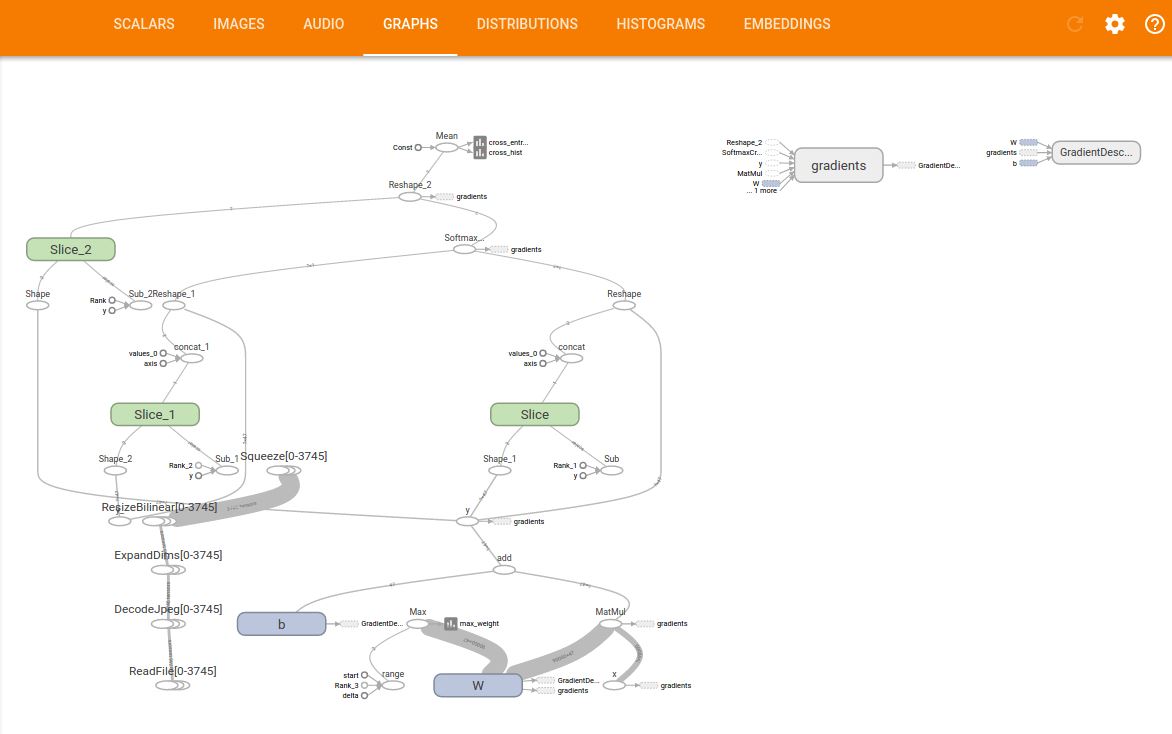 SCALARS IMAGES AUDIO GRAPHS DISTRIBUTIONS HISTOGRAMS EMBEDDINGS
Mean
Const
cross_entr...
cross_hist
Reshape_2
gradients
Reshape_2
SoftmaxCr...
y
MatMul
W
... 1 more
gradients
GradientDe...
W
gradients
b
GradientDesc...
Slice_2
Softmax...
gradients
Shape
Rank
y
Sub_2
Reshape_1
Reshape
values_0
axis
concat_1
values_0
axis
concat
Slice_1
Slice
Shape_2
Rank_2
y
Sub_1
Squeeze[0-3745]
Shape_1
Rank_1
y
Sub
ResizeBilinear[0-3745]
y
gradients
ExpandDims[0-3745]
add
DecodeJpeg[0-3745]
b
GradientDe...
Max
max_weight
MatMul
gradients
ReadFile[0-3745]
start
Rank_3
delta
range
W
GradientDe...
gradients
x
gradients